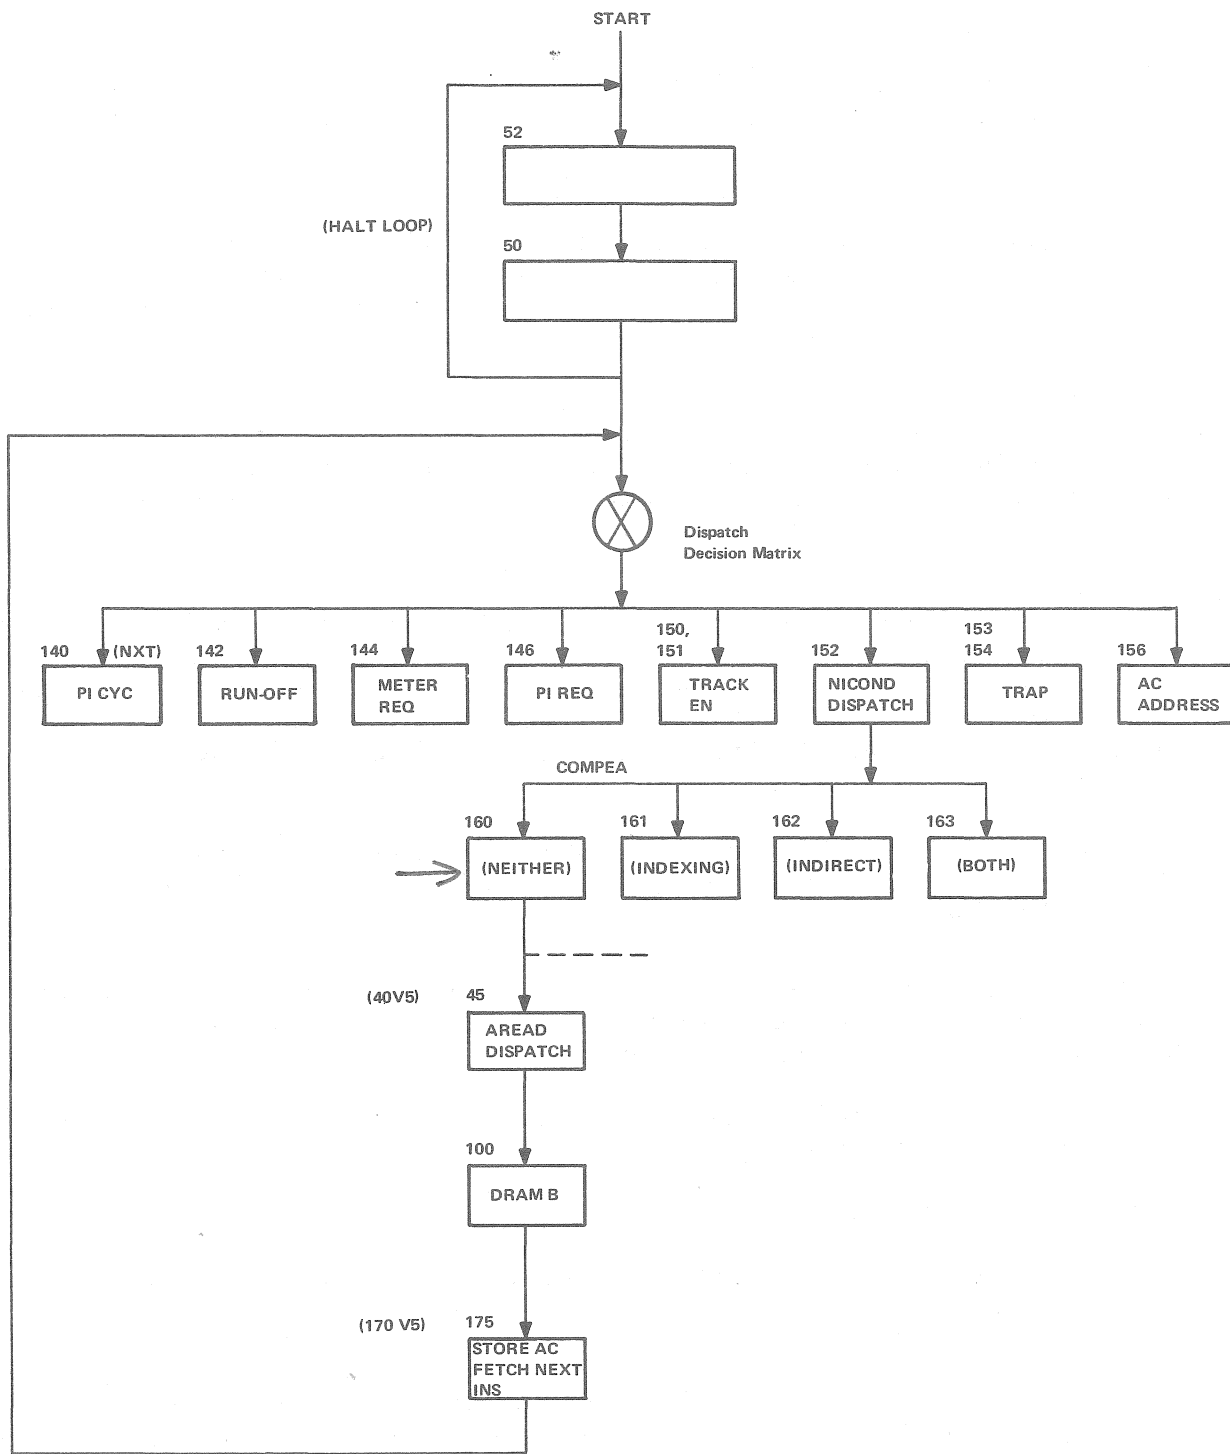 START
52
(HALT LOOP)
50
Dispatch
Decision Matrix
140 (NXT)
PI CYC
142
RUN-OFF
144
METER
REQ
146
PI REQ
150,
151
TRACK
EN
152
NICOND
DISPATCH
153
154
TRAP
156
AC
ADDRESS
COMPEA
160
(NEITHER)
161
(INDEXING)
162
(INDIRECT)
163
(BOTH)
(40V5) 45
AREAD
DISPATCH
100
DRAM B
(170 V5) 175
STORE AC
FETCH NEXT
INS